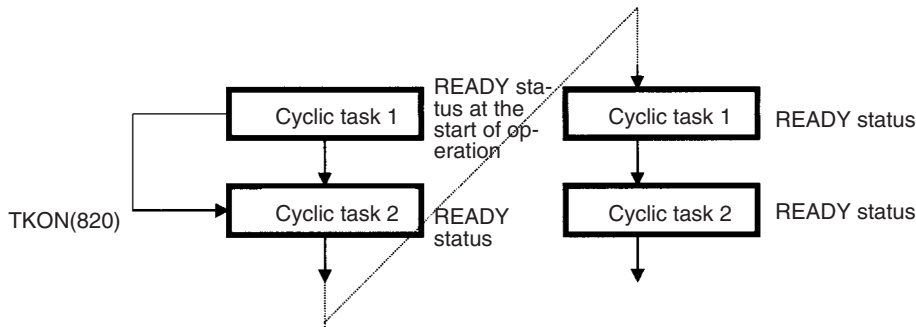 Cyclic task 1
READY sta-
tus at the
start of op-
eration
Cyclic task 1
READY status
TKON(820)
Cyclic task 2
READY
status
Cyclic task 2
READY status